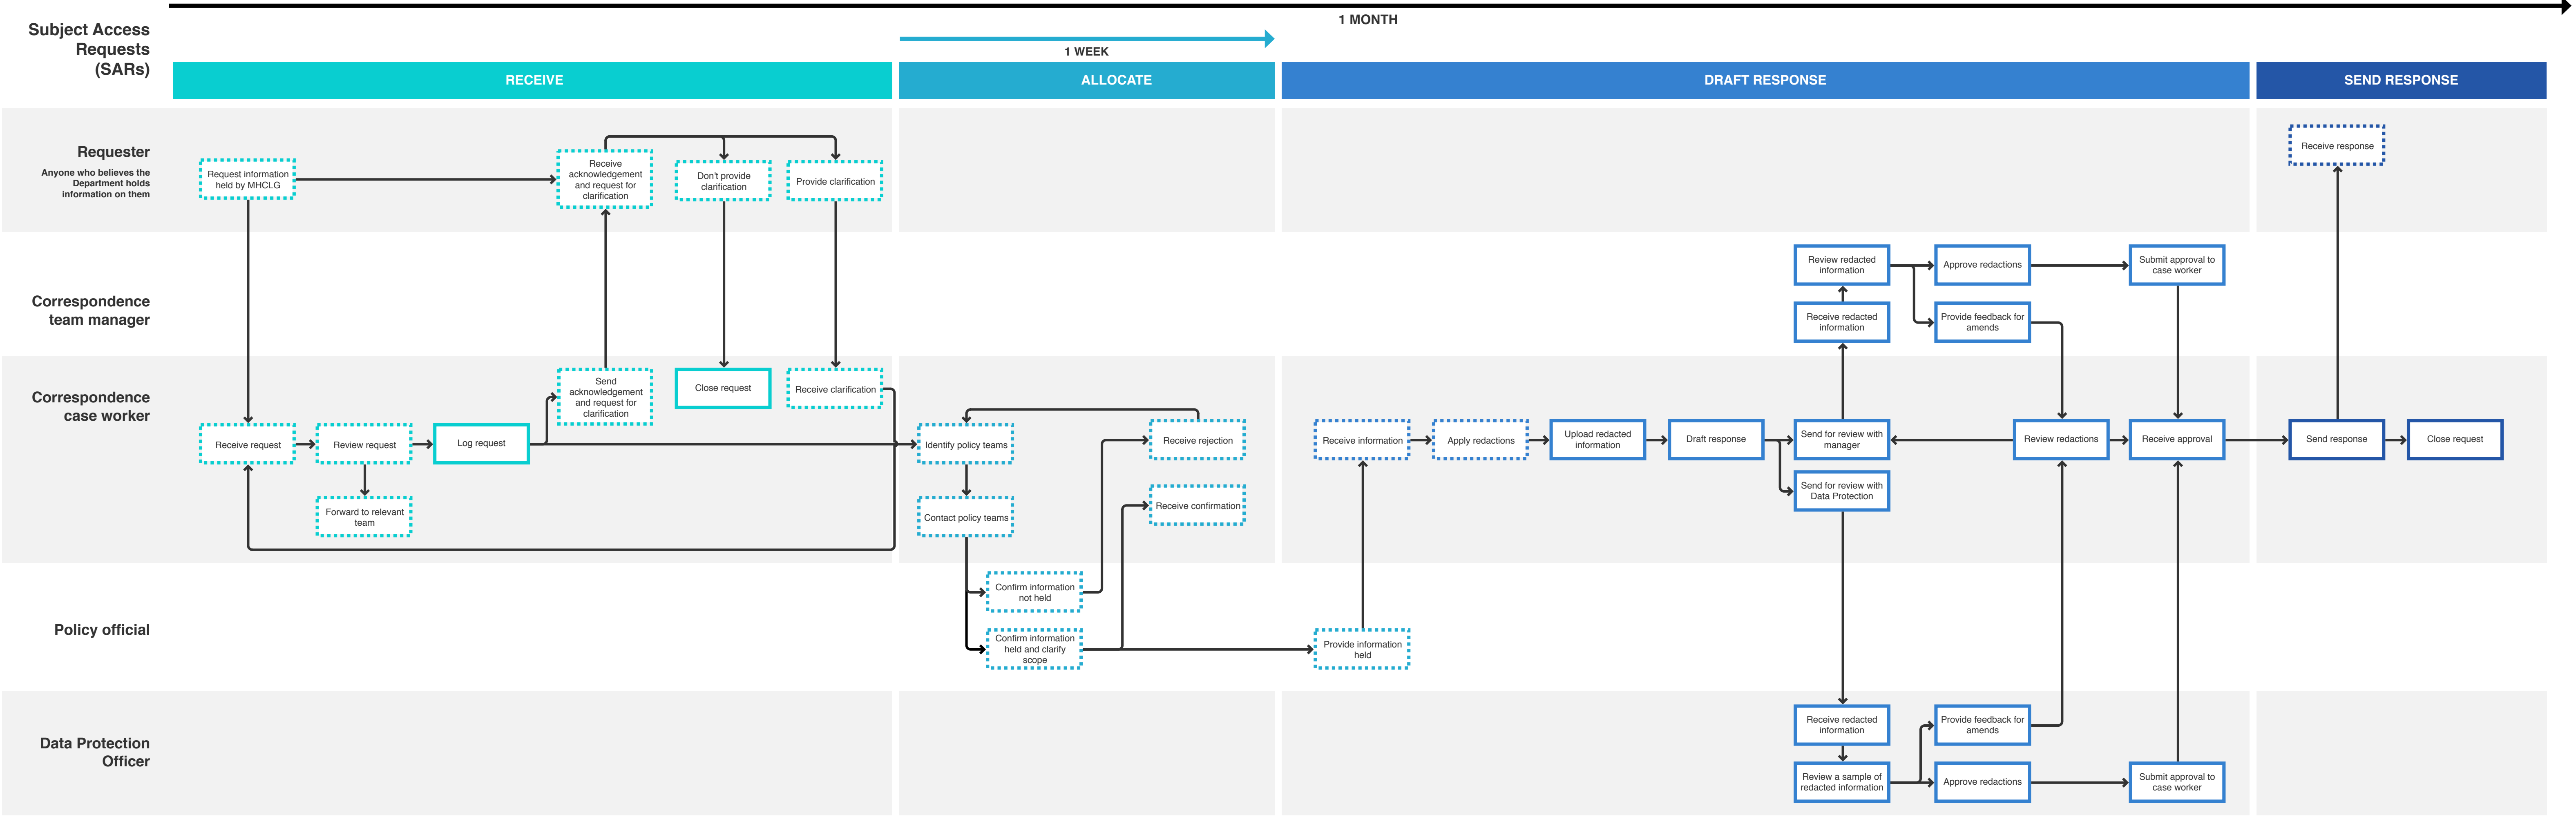 1 MONTH
Subject Access
Requests
(SARs)
1 WEEK
RECEIVE
ALLOCATE
DRAFT RESPONSE
SEND RESPONSE
Requester
Anyone who believes the
Department holds
information on them
Request information
held by MHCLG
Receive
acknowledgement
and request for
clarification
Don't provide
clarification
Provide clarification
Receive response
Correspondence
team manager
Review redacted
information
Approve redactions
Submit approval to
case worker
Receive redacted
information
Provide feedback for
amends
Correspondence
case worker
Send
acknowledgement
and request for
clarification
Close request
Receive clarification
Receive request
Review request
Log request
Forward to relevant
team
Identify policy teams
Receive rejection
Contact policy teams
Receive confirmation
Receive information
Apply redactions
Upload redacted
information
Draft response
Send for review with
manager
Send for review with
Data Protection
Review redactions
Receive approval
Send response
Close request
Policy official
Confirm information
not held
Confirm information
held and clarify
scope
Provide information
held
Data Protection
Officer
Receive redacted
information
Provide feedback for
amends
Review a sample of
redacted information
Approve redactions
Submit approval to
case worker